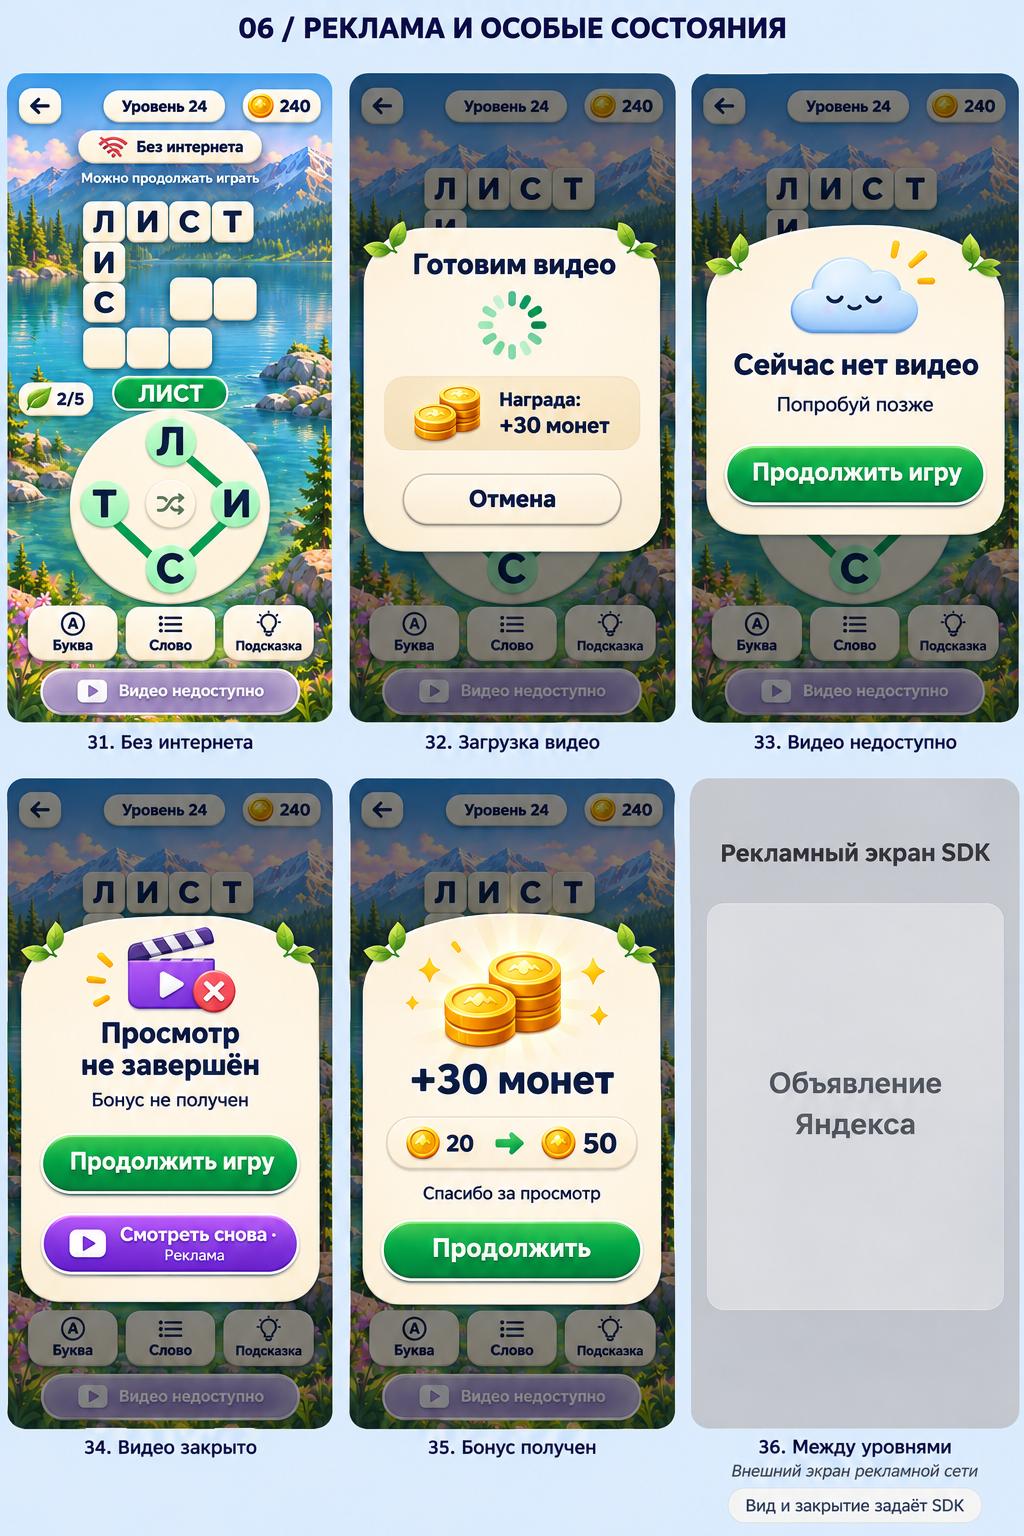 06 / РЕКЛАМА И ОСОБЫЕ СОСТОЯНИЯ
Уровень 24
240
Без интернета
Можно продолжать играть
Л И С Т
И
С
2/5
ЛИСТ
Л
Т
И
С
Буква
Слово
Подсказка
Видео недоступно
31. Без интернета
Уровень 24
240
Л И С Т
И
Готовим видео
Награда:
+30 монет
Отмена
С
Буква
Слово
Подсказка
Видео недоступно
32. Загрузка видео
Уровень 24
240
Л И С Т
И
Сейчас нет видео
Попробуй позже
Продолжить игру
С
Буква
Слово
Подсказка
Видео недоступно
33. Видео недоступно
Уровень 24
240
Л И С Т
Просмотр
не завершён
Бонус не получен
Продолжить игру
Смотреть снова ·
Реклама
Буква
Слово
Подсказка
Видео недоступно
34. Видео закрыто
Уровень 24
240
Л И С Т
+30 монет
20
50
Спасибо за просмотр
Продолжить
Буква
Слово
Подсказка
Видео недоступно
35. Бонус получен
Рекламный экран SDK
Объявление
Яндекса
36. Между уровнями
Внешний экран рекламной сети
Вид и закрытие задаёт SDK